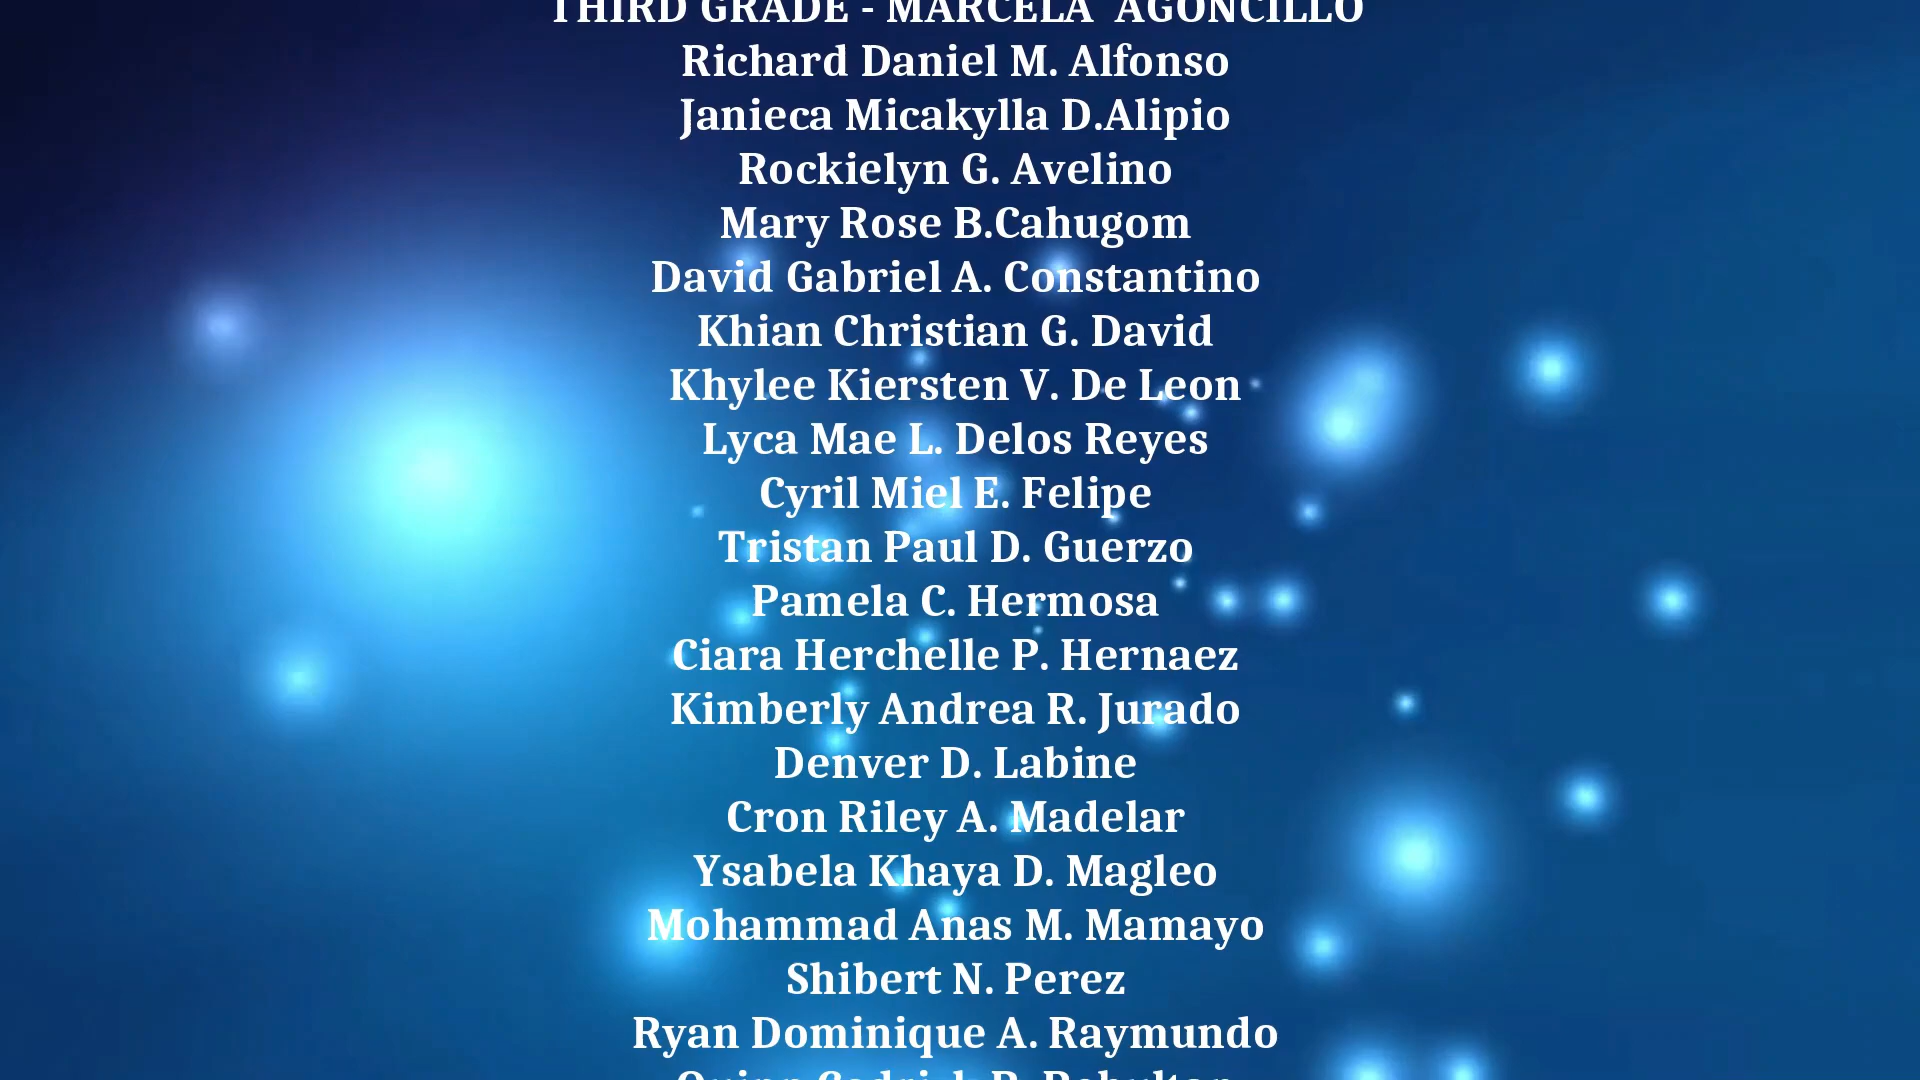 THIRD GRADE - MARCELA AGONCILLO
Richard Daniel M. Alfonso
Janieca Micakylla D.Alipio
Rockielyn G. Avelino
Mary Rose B.Cahugom
David Gabriel A. Constantino
Khian Christian G. David
Khylee Kiersten V. De Leon
Lyca Mae L. Delos Reyes
Cyril Miel E. Felipe
Tristan Paul D. Guerzo
Pamela C. Hermosa
Ciara Herchelle P. Hernaez
Kimberly Andrea R. Jurado
Denver D. Labine
Cron Riley A. Madelar
Ysabela Khaya D. Magleo
Mohammad Anas M. Mamayo
Shibert N. Perez
Ryan Dominique A. Raymundo